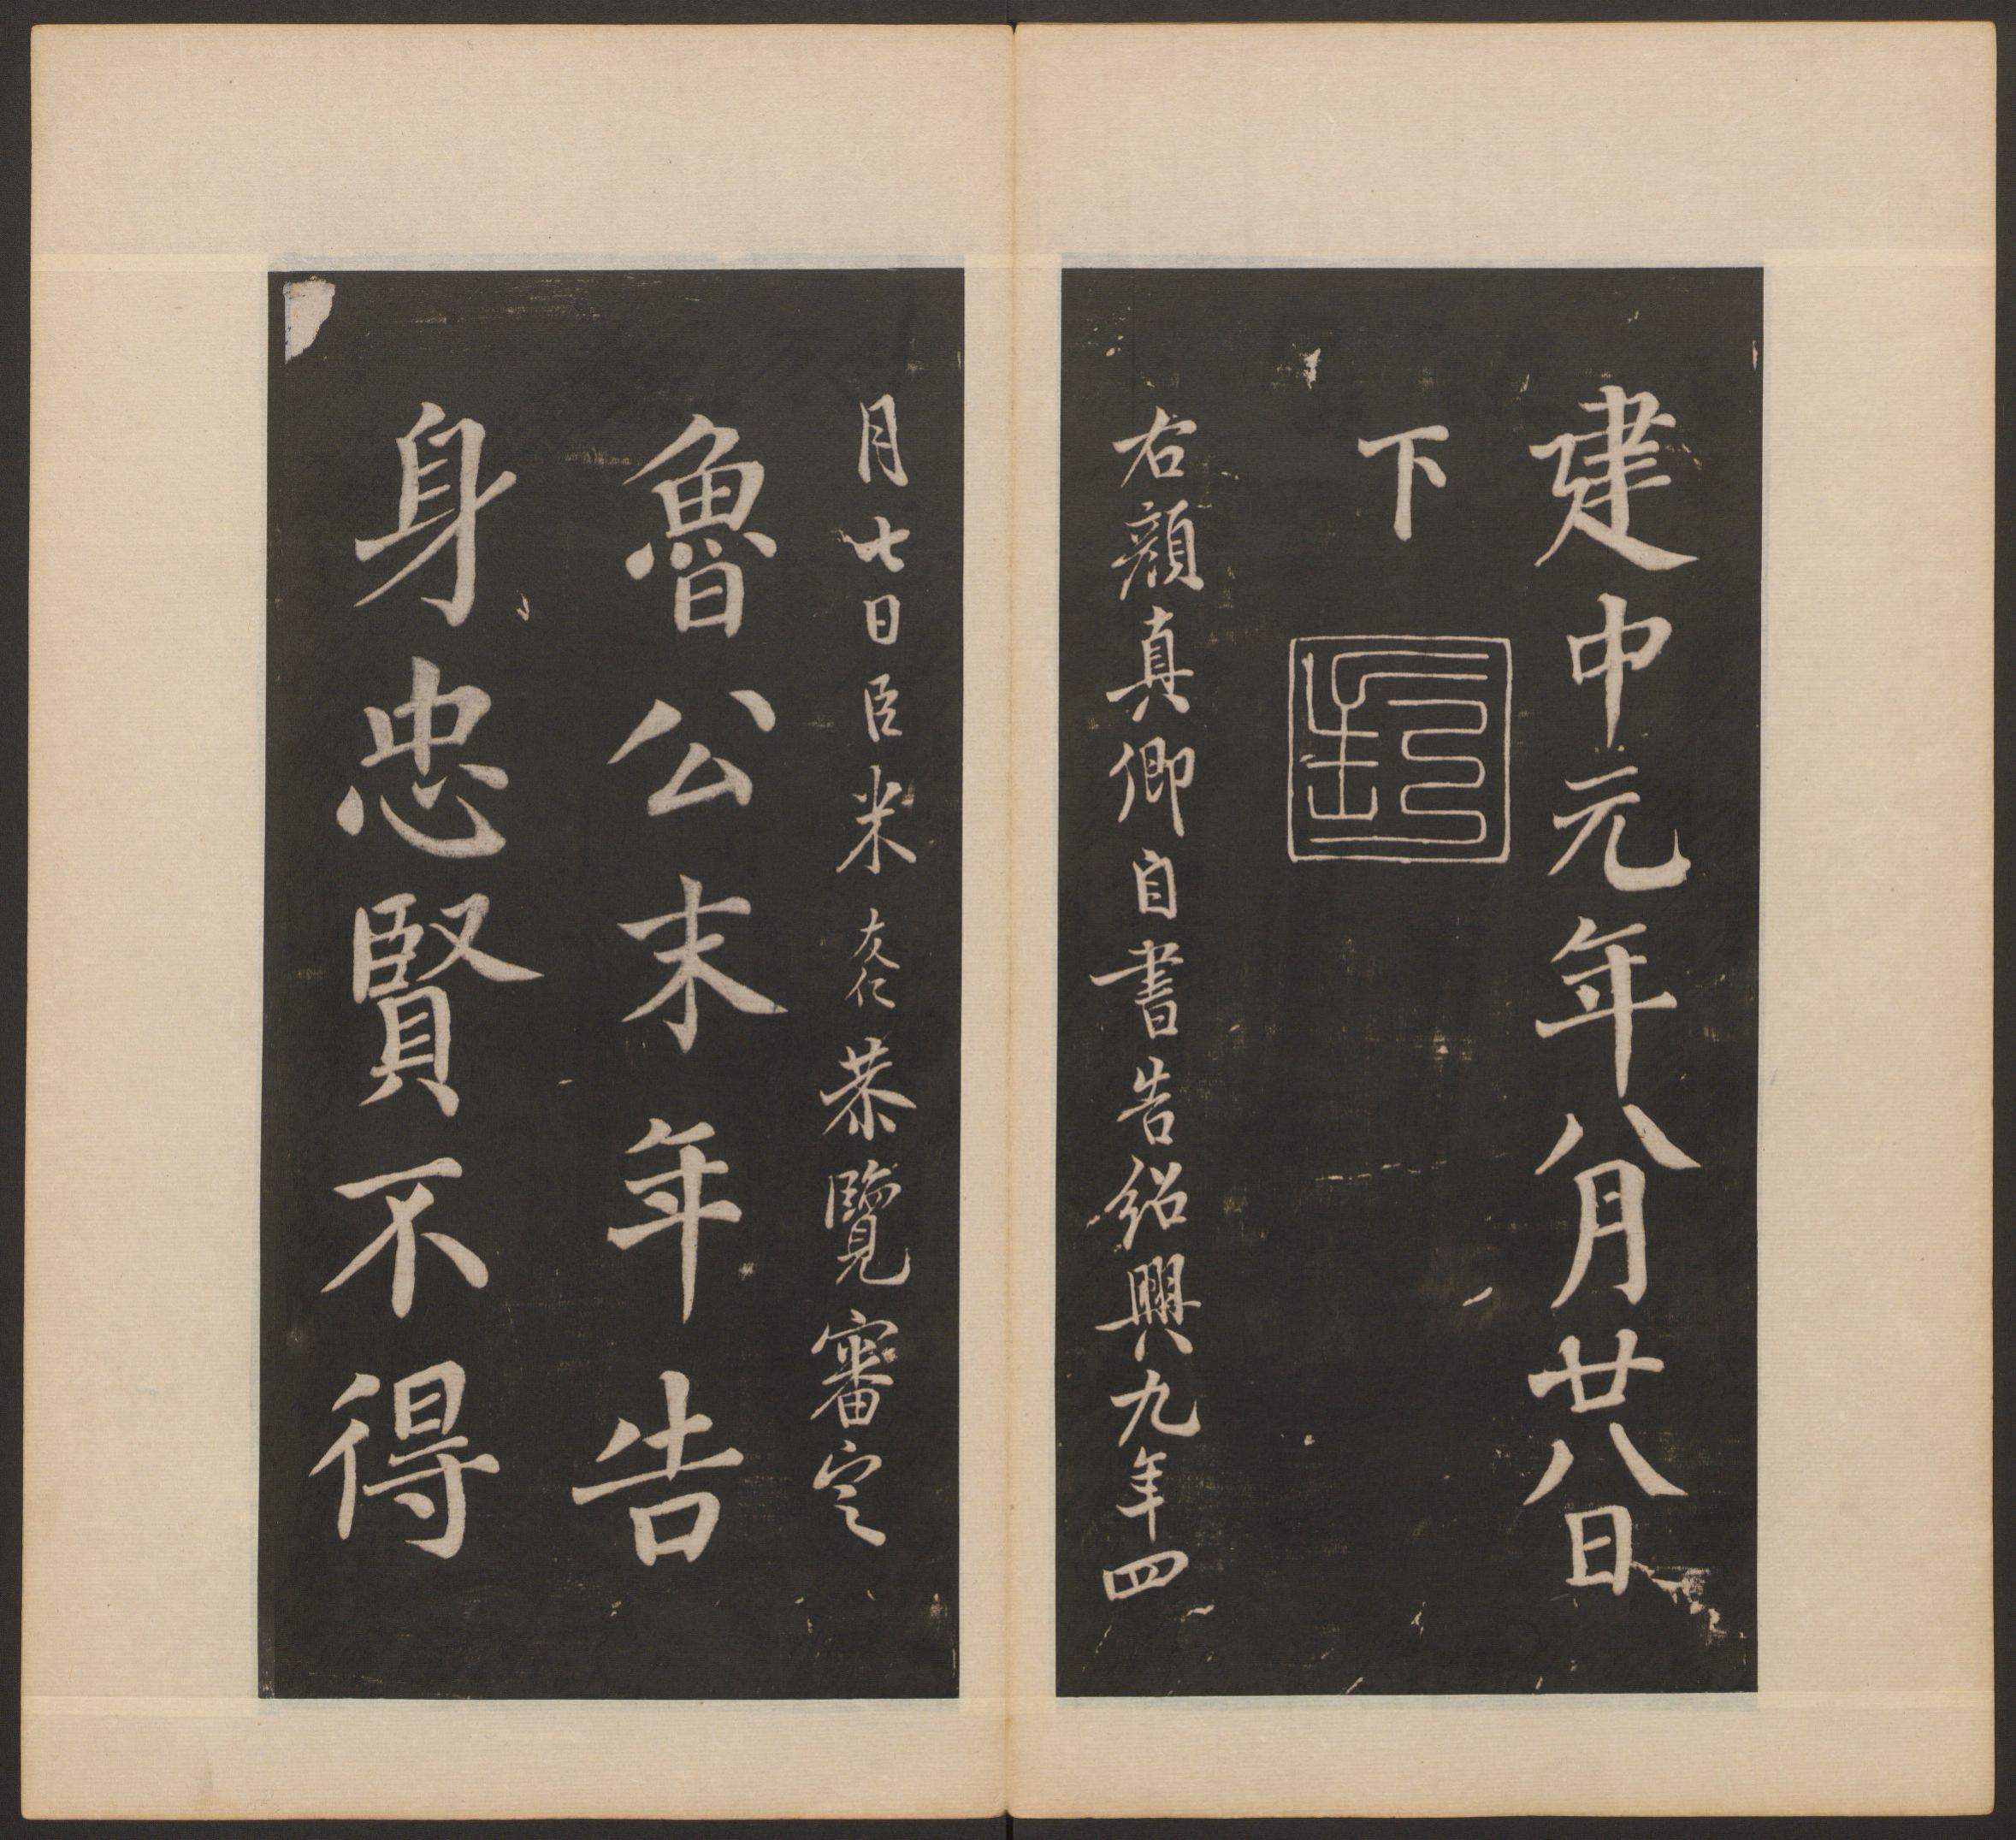 建中元年八月廿八日
下
右顔真卿自書告紹興九年四
月七日臣米友仁恭覽審定
魯公末年告
身忠賢不得